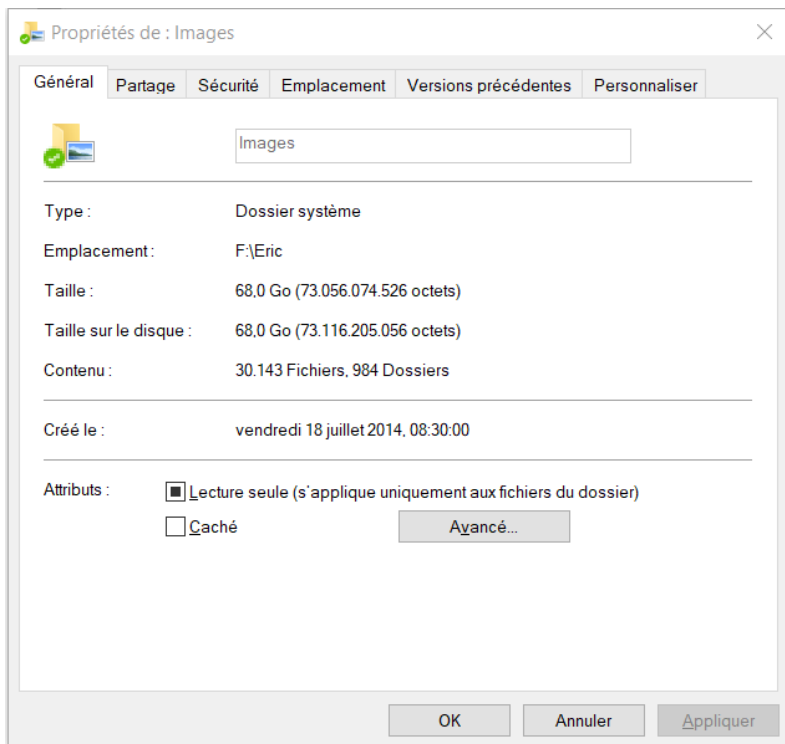 Propriétés de : Images
Général Partage Sécurité Emplacement Versions précédentes Personnaliser
Images
Type : Dossier système
Emplacement : F:\Eric
Taille : 68,0 Go (73.056.074.526 octets)
Taille sur le disque : 68,0 Go (73.116.205.056 octets)
Contenu : 30.143 Fichiers, 984 Dossiers
Créé le : vendredi 18 juillet 2014, 08:30:00
Attributs : Lecture seule (s'applique uniquement aux fichiers du dossier)
Caché Avancé...
OK Annuler Appliquer